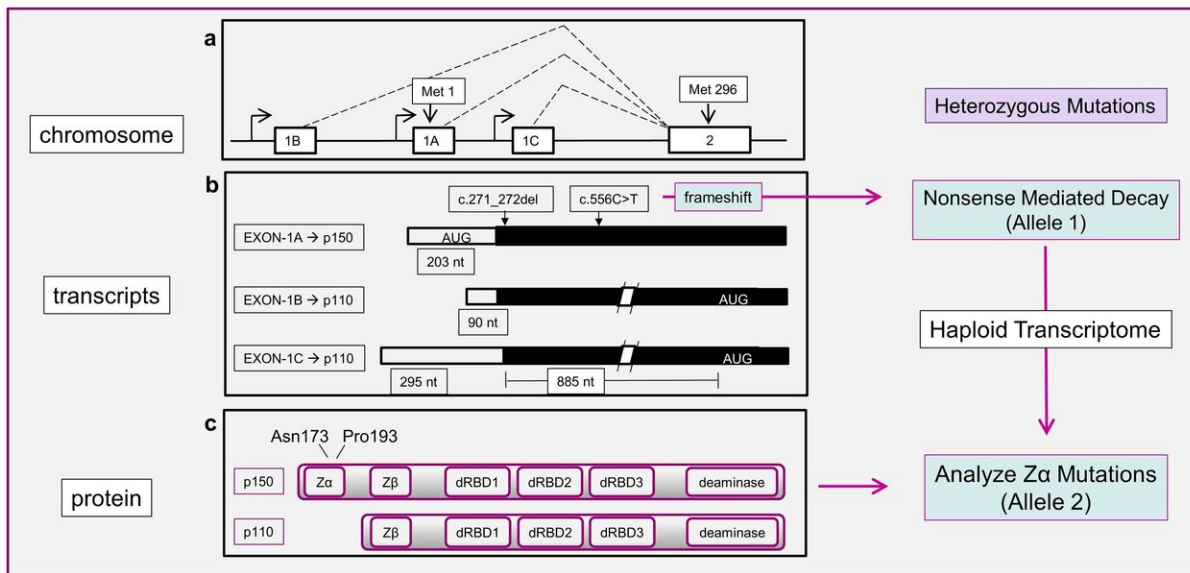 a
Met 1
Met 296
1B
1A
1C
2
chromosome
Heterozygous Mutations
b
c.271_272del
c.556C>T
frameshift
Nonsense Mediated Decay
(Allele 1)
EXON-1A → p150
AUG
203 nt
transcripts
EXON-1B → p110
AUG
90 nt
Haploid Transcriptome
EXON-1C → p110
AUG
295 nt
885 nt
c
Asn173
Pro193
protein
p150
Zα
Zβ
dRBD1
dRBD2
dRBD3
deaminase
Analyze Zα Mutations
(Allele 2)
p110
Zβ
dRBD1
dRBD2
dRBD3
deaminase